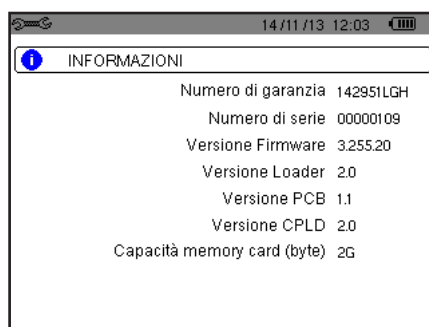 14/11/13 12:03
INFORMAZIONI
Numero di garanzia 142951LGH
Numero di serie 00000109
Versione Firmware 3.255.20
Versione Loader 2.0
Versione PCB 1.1
Versione CPLD 2.0
Capacità memory card (byte) 2G